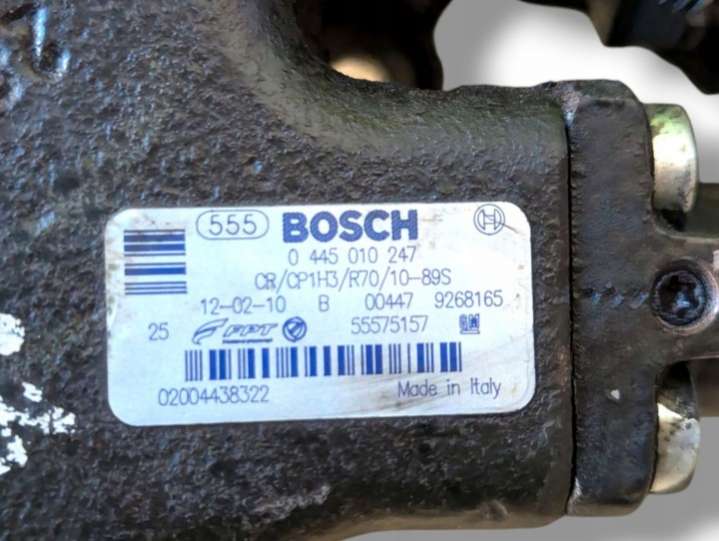 555 BOSCH
0 445 010 247
CR/CP1H3/R70/10-89S
12-02-10 B 00447 9268165
25 FPT 55575157 GM
02004438322 Made in Italy